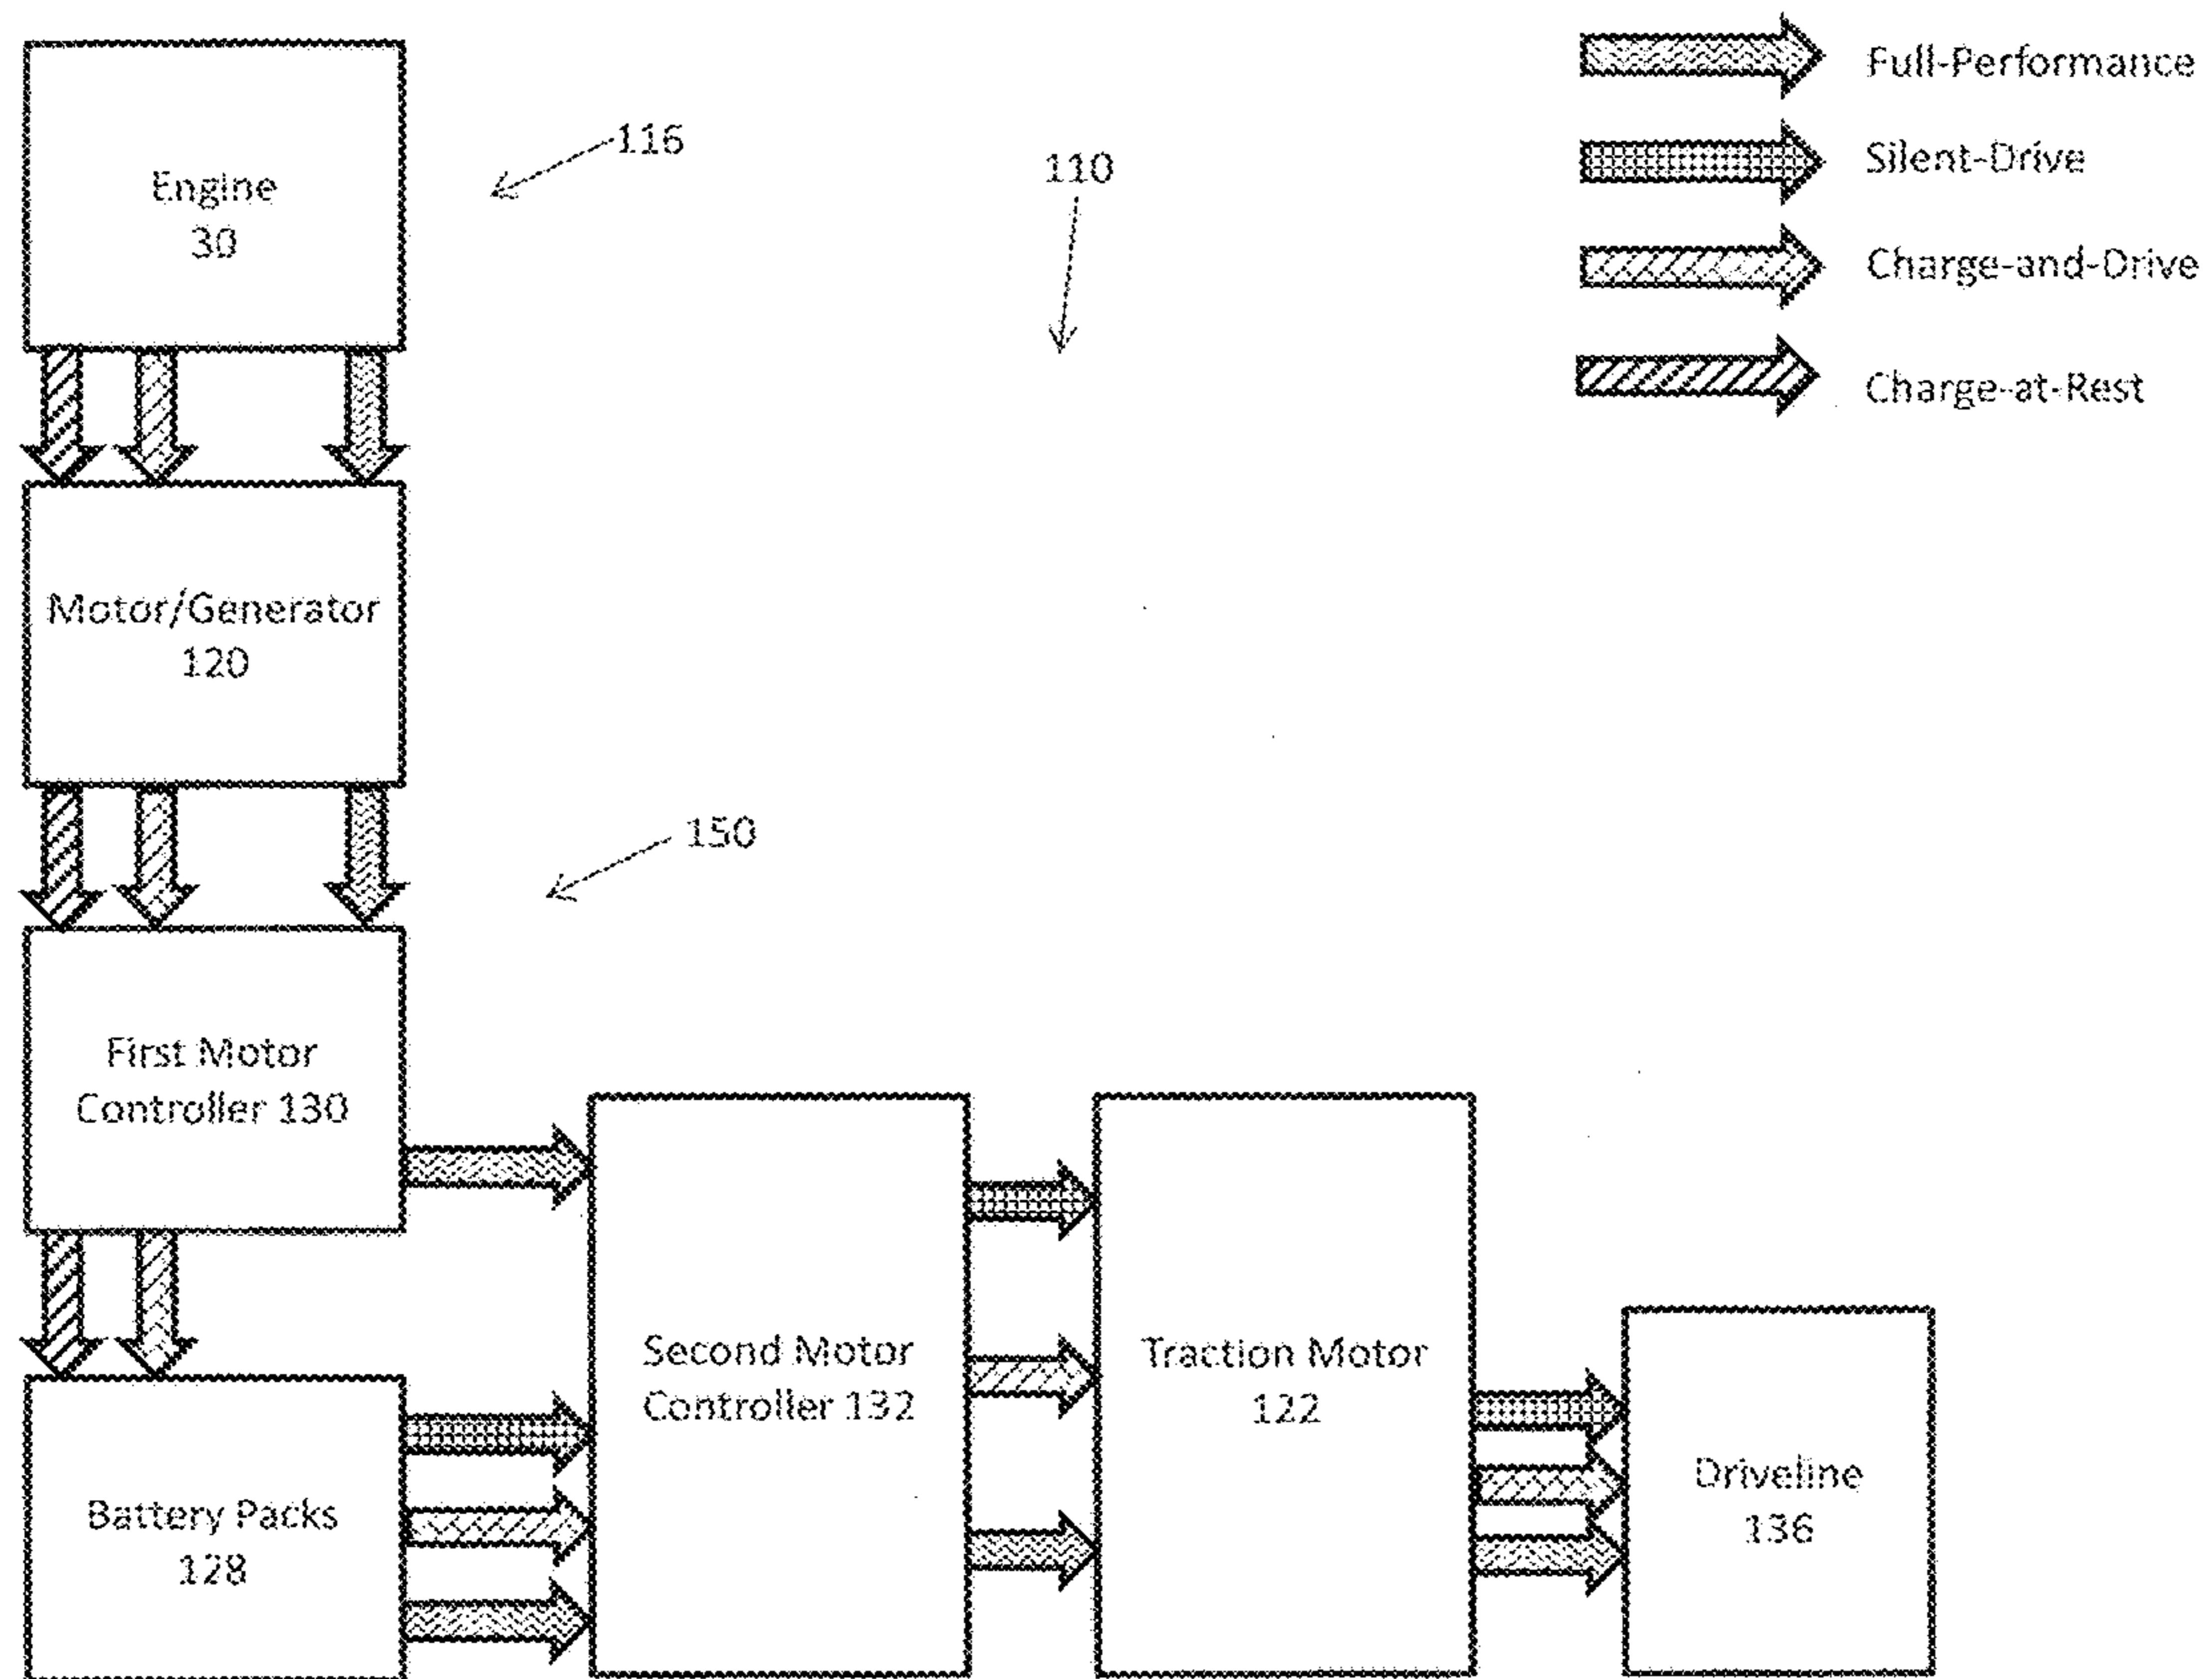 Engine
30
116
110
Full-Performance
Silent-Drive
Charge-and-Drive
Charge-at-Rest
Motor/Generator
120
150
First Motor
Controller 130
Second Motor
Controller 132
Traction Motor
122
Battery Packs
128
Driveline
136